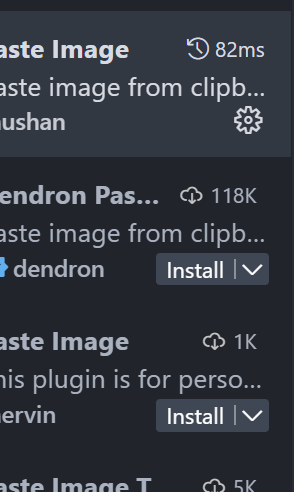 aste Image 82ms
aste image from clipb...
ushan
endron Pas... 118K
aste image from clipb...
dendron Install
aste Image 1K
his plugin is for perso...
ervin Install
aste Image T 5K